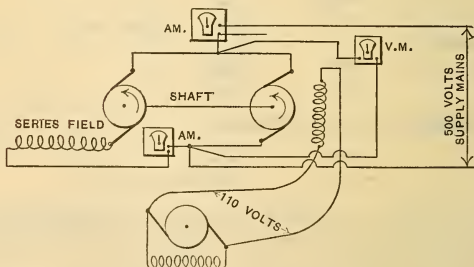 AM.
V.M.
500 VOLTS
SUPPLY MAINS
SHAFT
SERIES FIELD
AM.
110 VOLTS